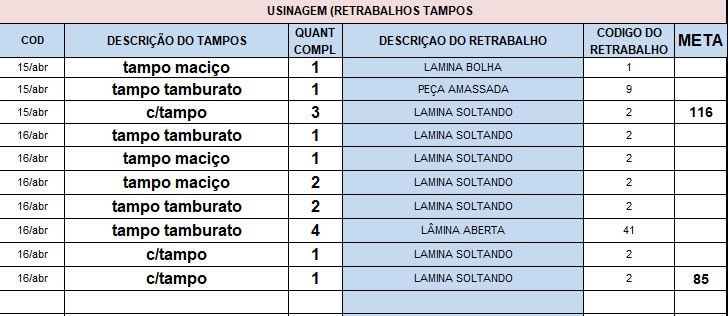 USINAGEM (RETRABALHOS TAMPOS
COD DESCRIÇÃO DO TAMPOS QUANT COMPL DESCRIÇAO DO RETRABALHO CODIGO DO RETRABALHO META
15/abr tampo maciço 1 LAMINA BOLHA 1
15/abr tampo tamburato 1 PEÇA AMASSADA 9
15/abr c/tampo 3 LAMINA SOLTANDO 2 116
16/abr tampo tamburato 1 LAMINA SOLTANDO 2
16/abr tampo maciço 1 LAMINA SOLTANDO 2
16/abr tampo maciço 2 LAMINA SOLTANDO 2
16/abr tampo tamburato 2 LAMINA SOLTANDO 2
16/abr tampo tamburato 4 LÂMINA ABERTA 41
16/abr c/tampo 1 LAMINA SOLTANDO 2
16/abr c/tampo 1 LAMINA SOLTANDO 2 85